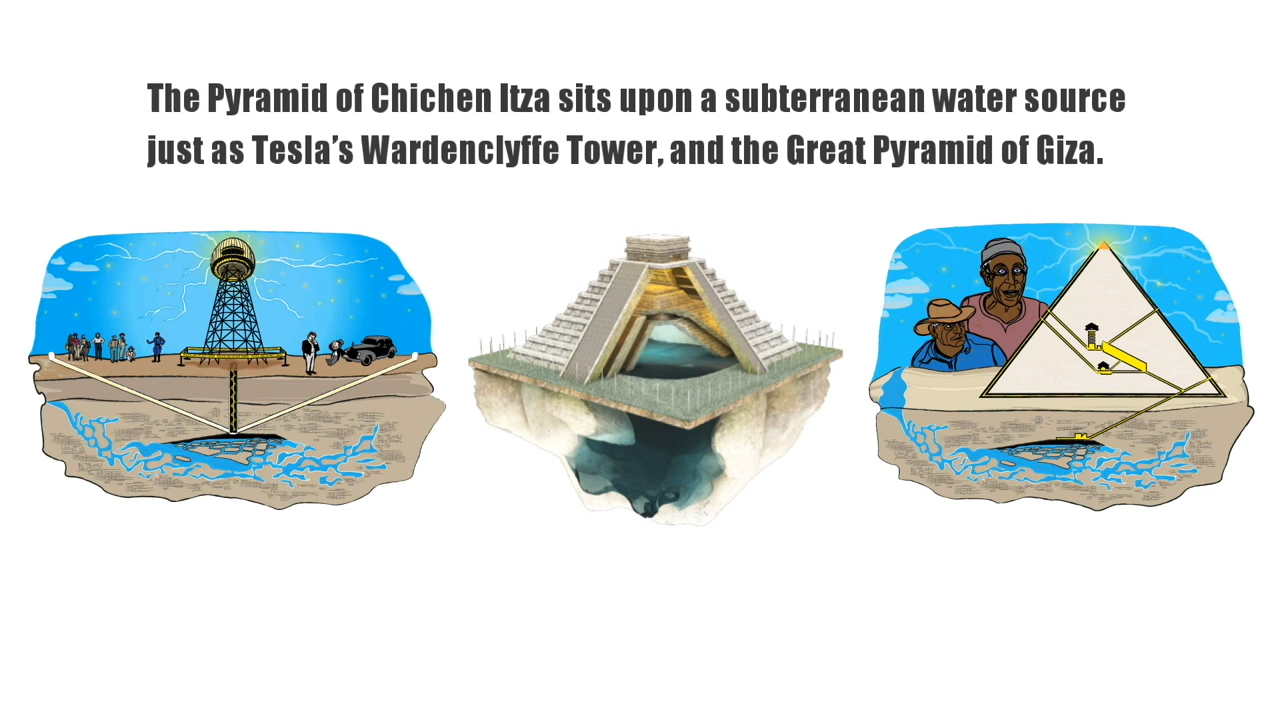 The Pyramid of Chichen Itza sits upon a subterranean water source
just as Tesla’s Wardenclyffe Tower, and the Great Pyramid of Giza.